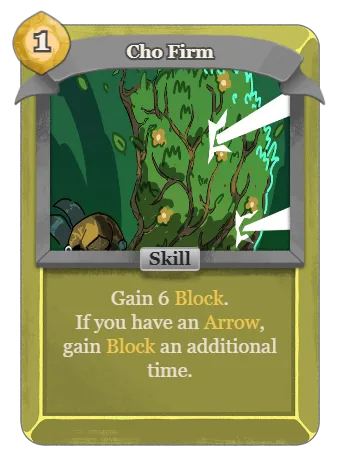 1
Cho Firm
Skill
Gain 6 Block.
If you have an Arrow,
gain Block an additional
time.